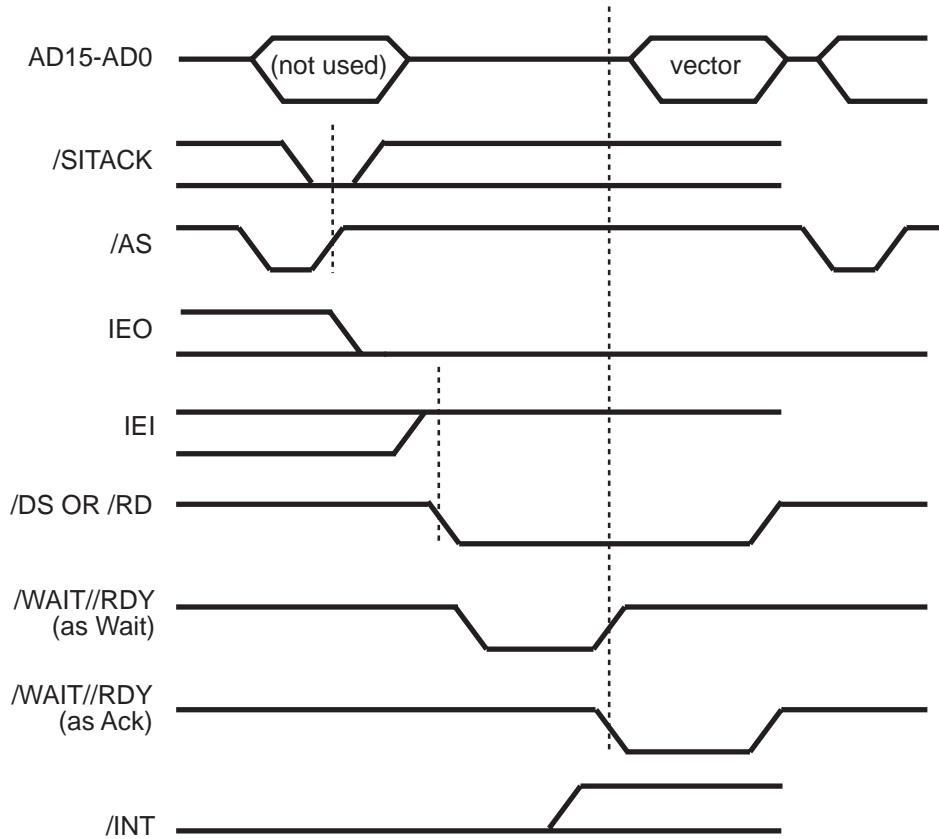 AD15-AD0
(not used)
vector
/SITACK
/AS
IEO
IEI
/DS OR /RD
/WAIT//RDY
(as Wait)
/WAIT//RDY
(as Ack)
/INT